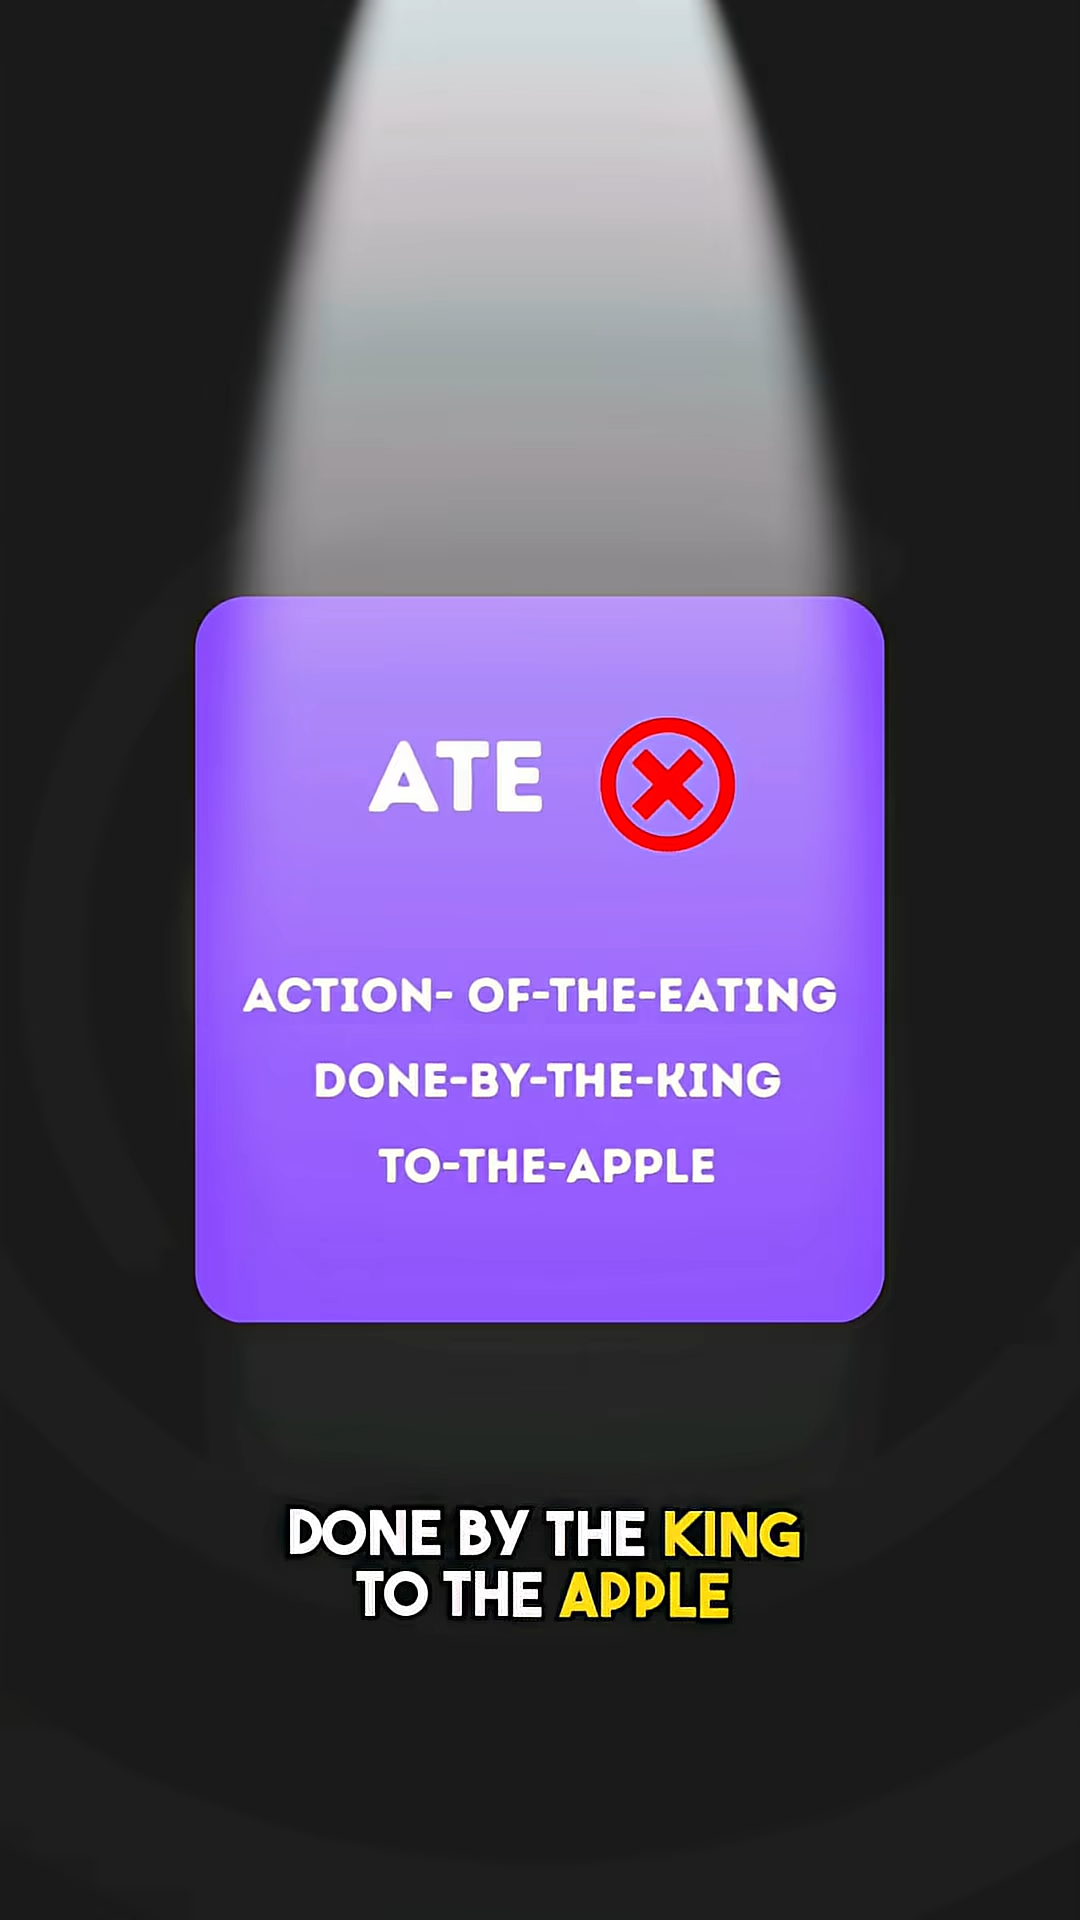 ATE
ACTION- OF-THE-EATING
DONE-BY-THE-KING
TO-THE-APPLE
DONE BY THE KING
TO THE APPLE